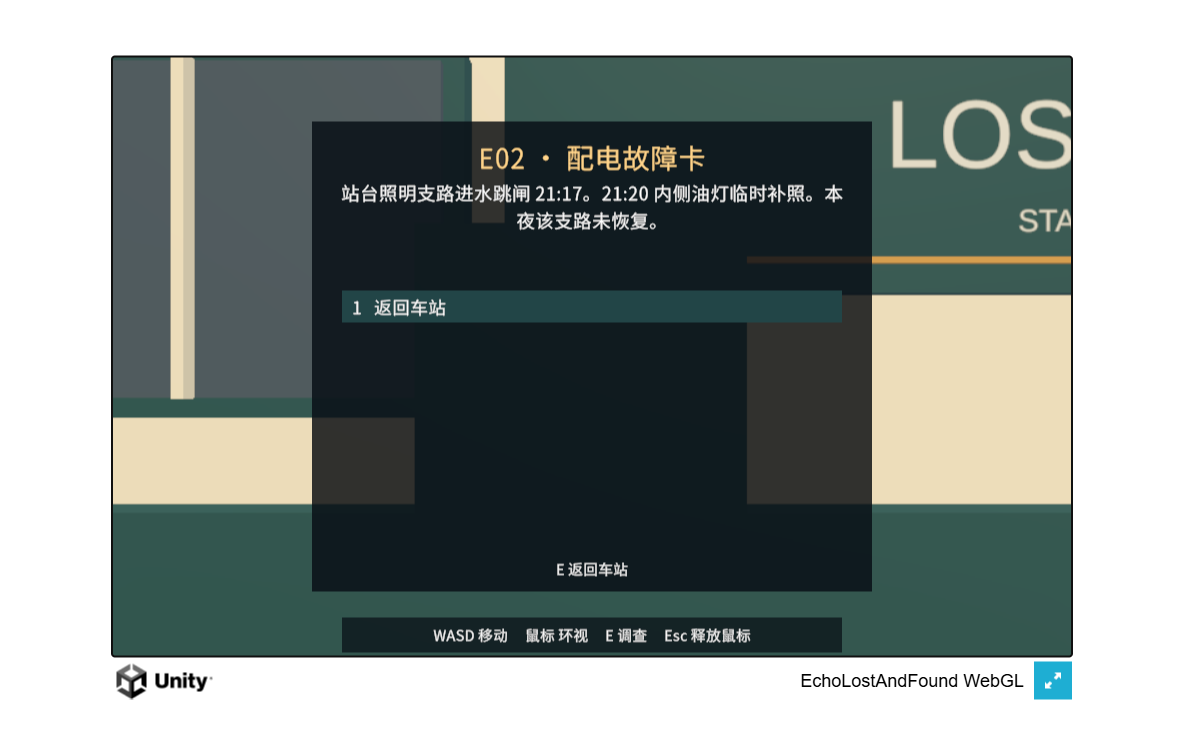 LOS
STA
E02 · 配电故障卡
站台照明支路进水跳闸 21:17。21:20 内侧油灯临时补照。本
夜该支路未恢复。
1 返回车站
E 返回车站
WASD 移动 鼠标 环视 E 调查 Esc 释放鼠标
Unity
EchoLostAndFound WebGL